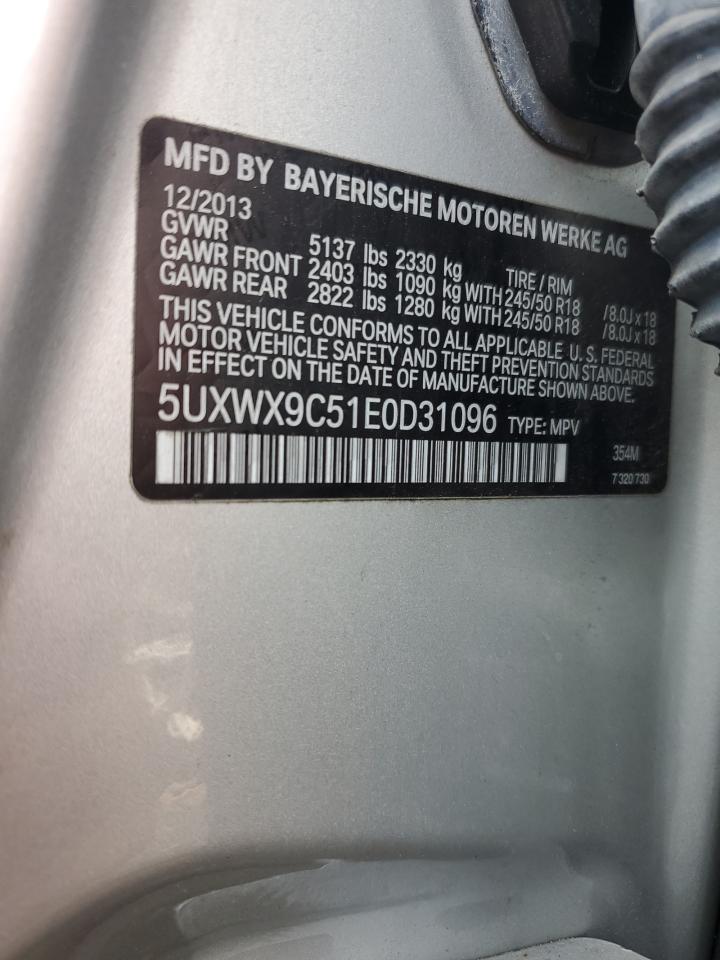 MFD BY BAYERISCHE MOTOREN WERKE AG
12/2013
GVWR 5137 lbs 2330 kg TIRE / RIM
GAWR FRONT 2403 lbs 1090 kg WITH 245/50 R18 /8.0J x 18
GAWR REAR 2822 lbs 1280 kg WITH 245/50 R18 /8.0J x 18
THIS VEHICLE CONFORMS TO ALL APPLICABLE U.S. FEDERAL
MOTOR VEHICLE SAFETY AND THEFT PREVENTION STANDARDS
IN EFFECT ON THE DATE OF MANUFACTURE SHOWN ABOVE.
5UXWX9C51E0D31096 TYPE: MPV
354M
7 320 730